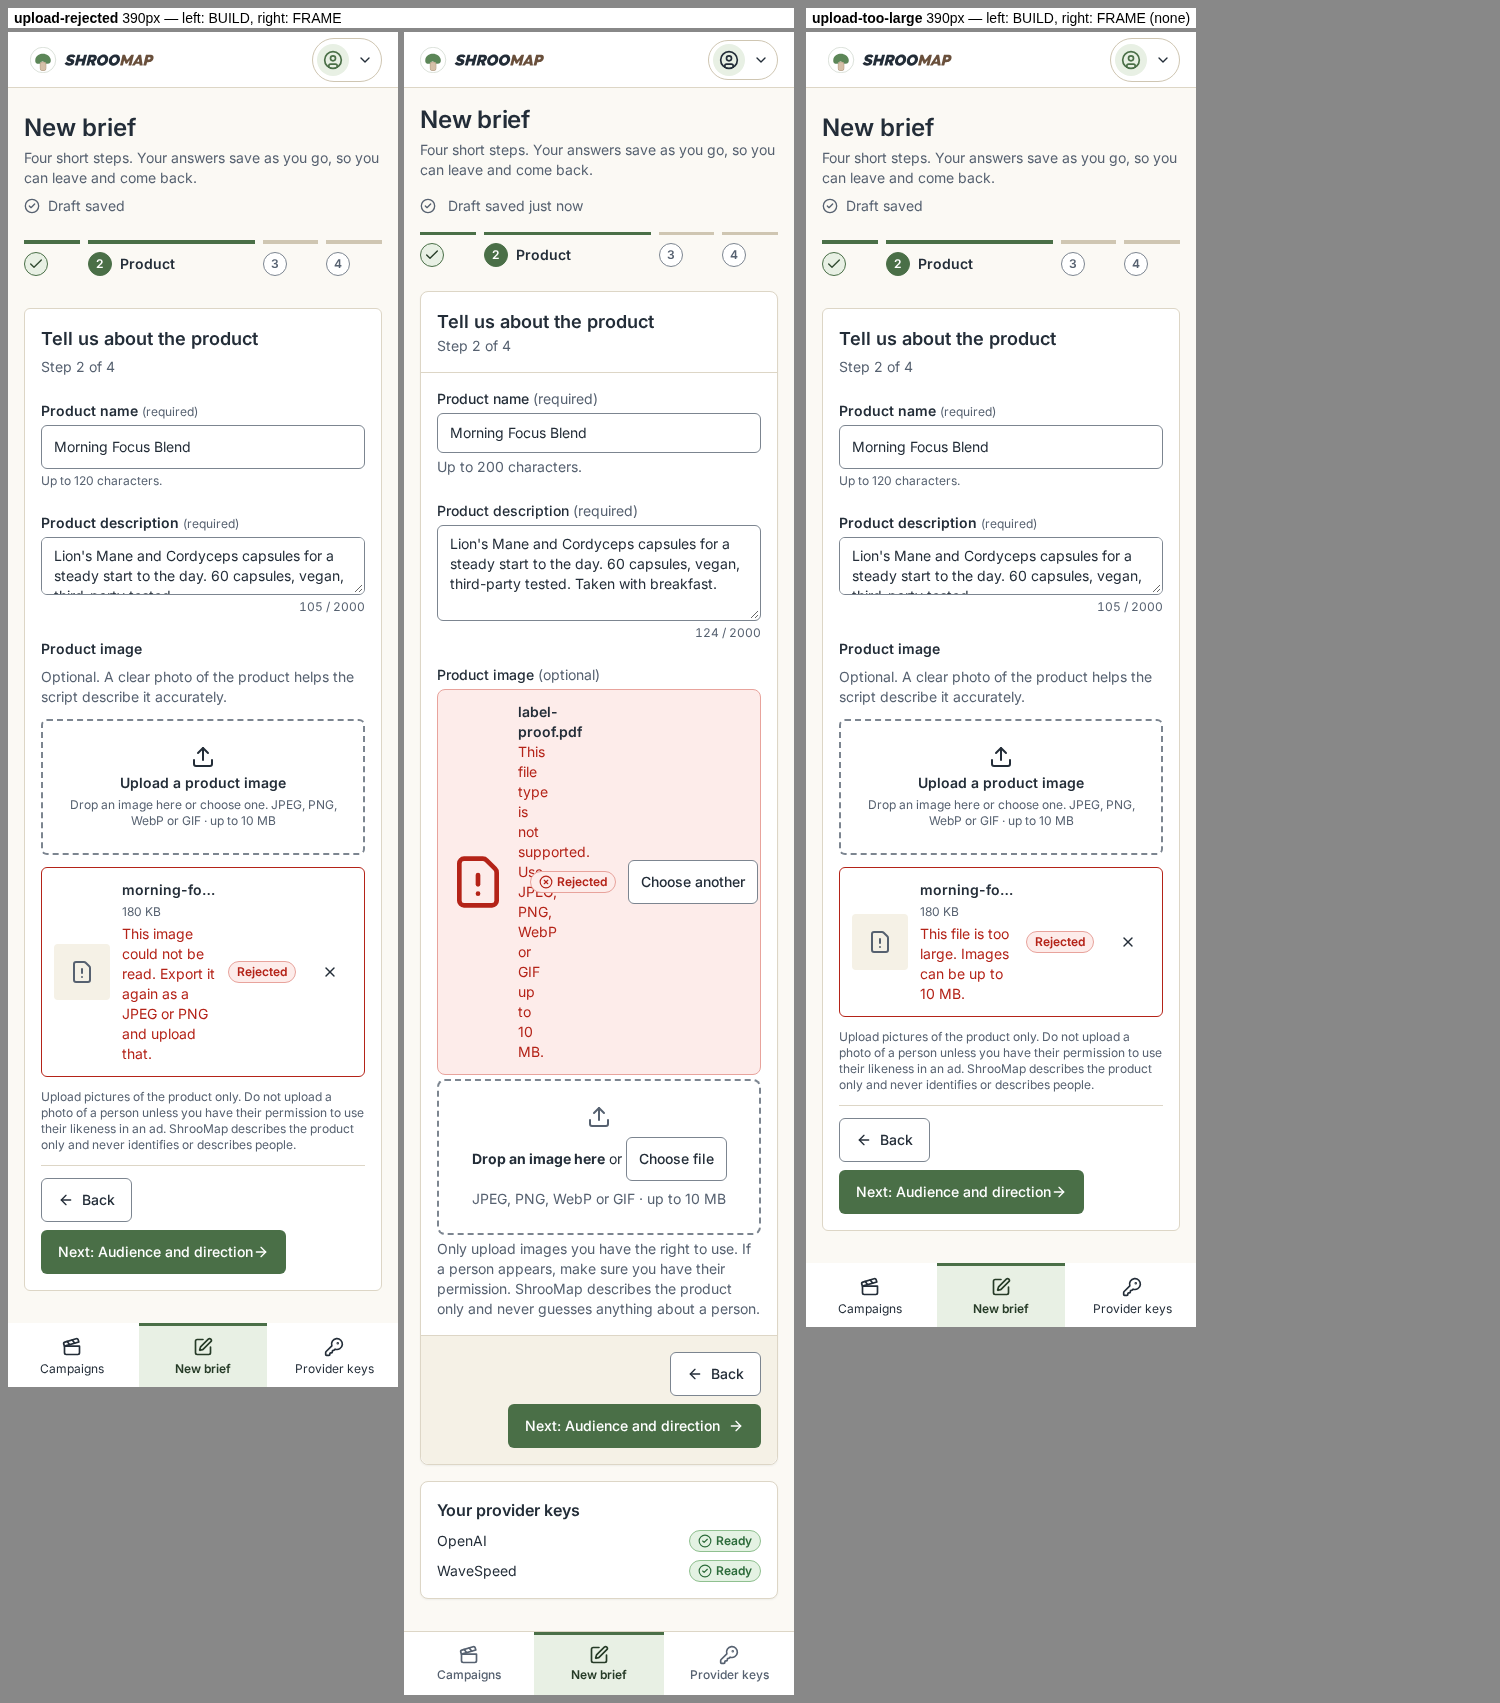 upload-rejected 390px — left: BUILD, right: FRAME
SHROOMAP
New brief
Four short steps. Your answers save as you go, so you
can leave and come back.
Draft saved
2 Product 3 4
Tell us about the product
Step 2 of 4
Product name (required)
Morning Focus Blend
Up to 120 characters.
Product description (required)
Lion's Mane and Cordyceps capsules for a
steady start to the day. 60 capsules, vegan,
third-party tested
105 / 2000
Product image
Optional. A clear photo of the product helps the
script describe it accurately.
Upload a product image
Drop an image here or choose one. JPEG, PNG,
WebP or GIF · up to 10 MB
morning-fo...
180 KB
This image
could not be
read. Export it
again as a
JPEG or PNG
and upload
that.
Rejected
Upload pictures of the product only. Do not upload a
photo of a person unless you have their permission to use
their likeness in an ad. ShrooMap describes the product
only and never identifies or describes people.
Back
Next: Audience and direction
Campaigns
New brief
Provider keys
SHROOMAP
New brief
Four short steps. Your answers save as you go, so you
can leave and come back.
Draft saved just now
2 Product 3 4
Tell us about the product
Step 2 of 4
Product name (required)
Morning Focus Blend
Up to 200 characters.
Product description (required)
Lion's Mane and Cordyceps capsules for a
steady start to the day. 60 capsules, vegan,
third-party tested. Taken with breakfast.
124 / 2000
Product image (optional)
label-
proof.pdf
This
file
type
is
not
supported.
Use
JPEG,
PNG,
WebP
or
GIF
up
to
10
MB.
Rejected
Choose another
Drop an image here or Choose file
JPEG, PNG, WebP or GIF · up to 10 MB
Only upload images you have the right to use. If
a person appears, make sure you have their
permission. ShrooMap describes the product
only and never guesses anything about a person.
Back
Next: Audience and direction
Your provider keys
OpenAI Ready
WaveSpeed Ready
Campaigns
New brief
Provider keys
upload-too-large 390px — left: BUILD, right: FRAME (none)
SHROOMAP
New brief
Four short steps. Your answers save as you go, so you
can leave and come back.
Draft saved
2 Product 3 4
Tell us about the product
Step 2 of 4
Product name (required)
Morning Focus Blend
Up to 120 characters.
Product description (required)
Lion's Mane and Cordyceps capsules for a
steady start to the day. 60 capsules, vegan,
third-party tested
105 / 2000
Product image
Optional. A clear photo of the product helps the
script describe it accurately.
Upload a product image
Drop an image here or choose one. JPEG, PNG,
WebP or GIF · up to 10 MB
morning-fo...
180 KB
This file is too
large. Images
can be up to
10 MB.
Rejected
Upload pictures of the product only. Do not upload a
photo of a person unless you have their permission to use
their likeness in an ad. ShrooMap describes the product
only and never identifies or describes people.
Back
Next: Audience and direction
Campaigns
New brief
Provider keys